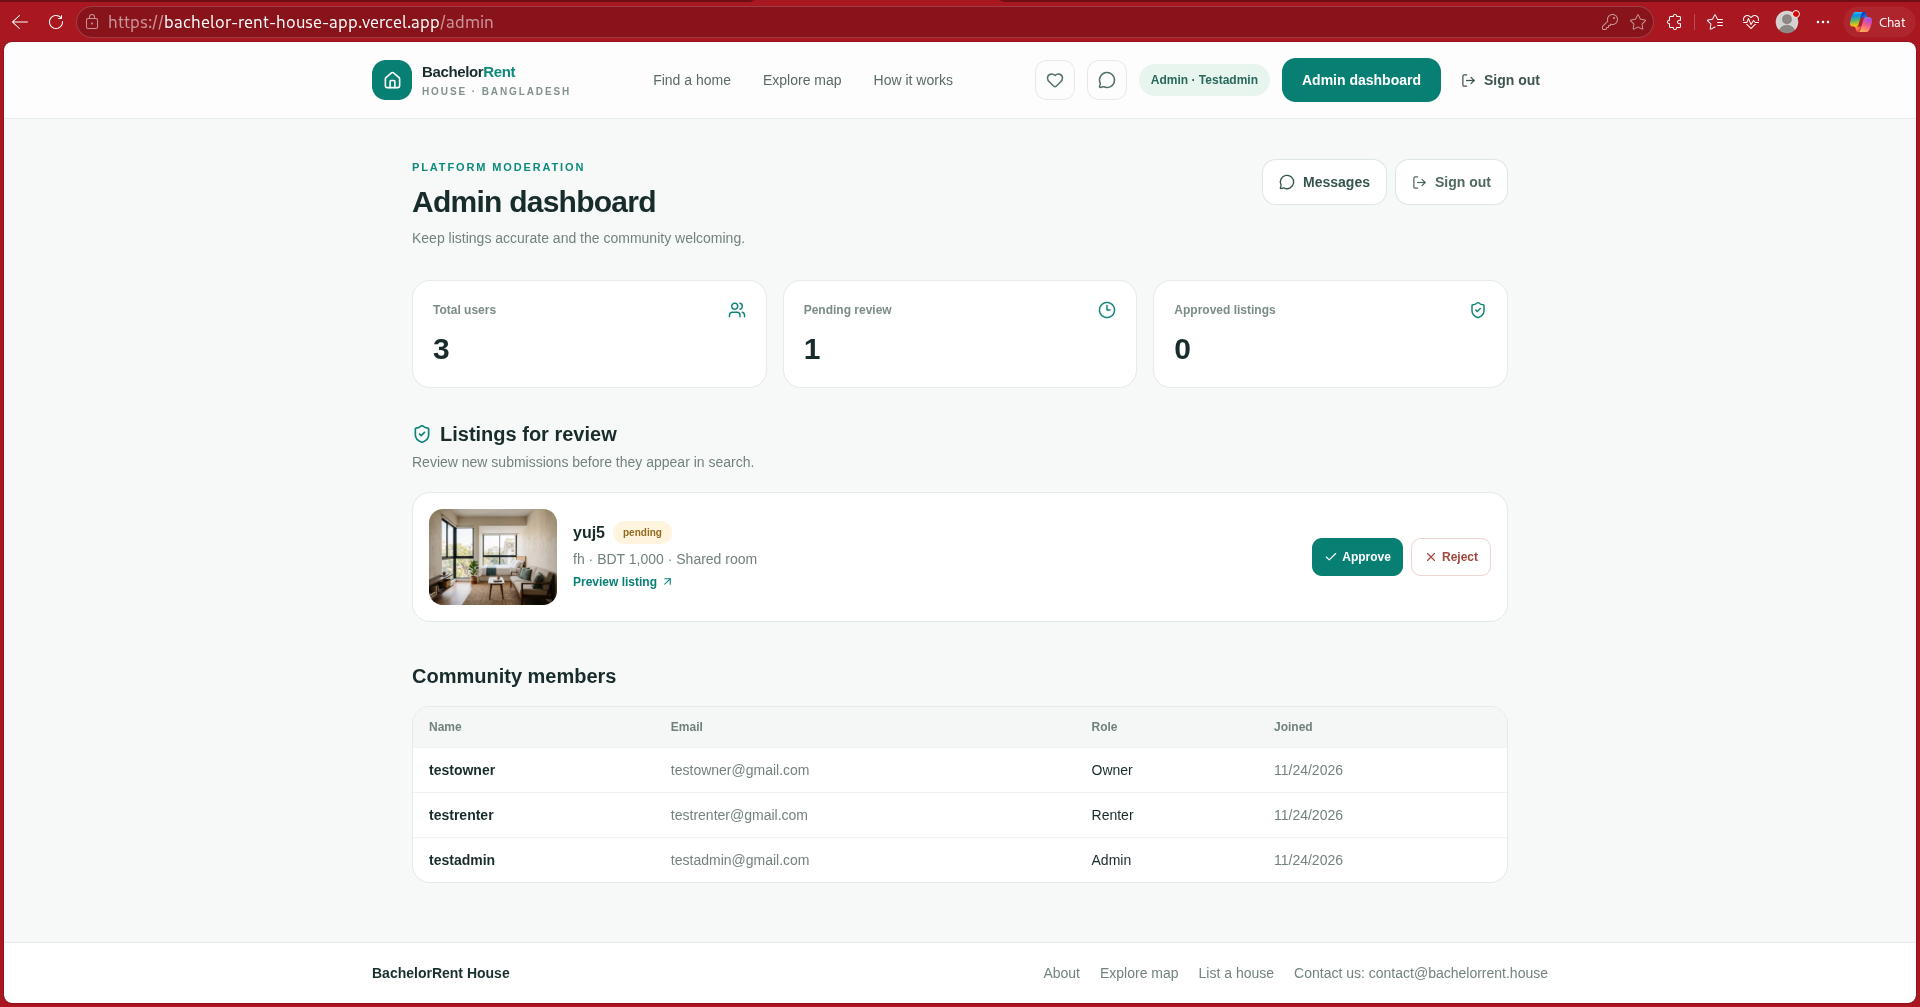 https://bachelor-rent-house-app.vercel.app/admin
Chat
BachelorRent
HOUSE · BANGLADESH
Find a home
Explore map
How it works
Admin · Testadmin
Admin dashboard
Sign out
PLATFORM MODERATION
Admin dashboard
Keep listings accurate and the community welcoming.
Messages
Sign out
Total users
3
Pending review
1
Approved listings
0
Listings for review
Review new submissions before they appear in search.
yuj5 pending
fh · BDT 1,000 · Shared room
Preview listing
Approve
Reject
Community members
Name Email Role Joined
testowner testowner@gmail.com Owner 11/24/2026
testrenter testrenter@gmail.com Renter 11/24/2026
testadmin testadmin@gmail.com Admin 11/24/2026
BachelorRent House
About
Explore map
List a house
Contact us: contact@bachelorrent.house